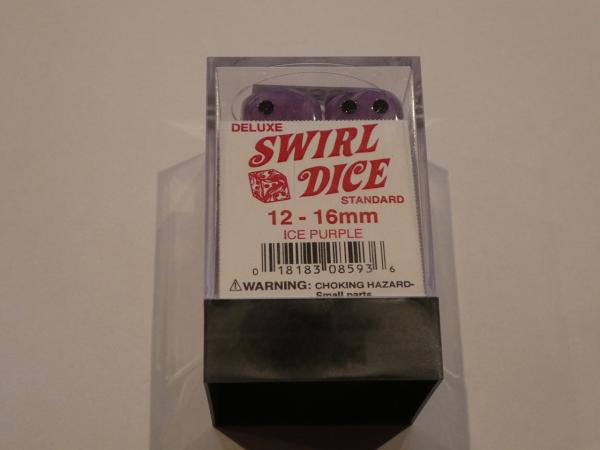 DELUXE
SWIRL
DICE
STANDARD
12 - 16mm
ICE PURPLE
0 18183 08593 6
⚠WARNING: CHOKING HAZARD-
Small parts